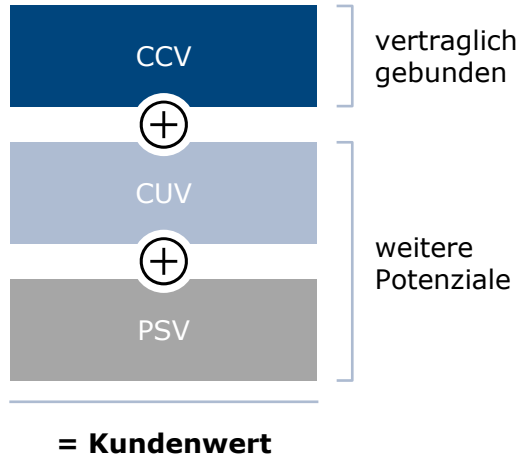 CCV
vertraglich
gebunden
+
CUV
+
weitere
Potenziale
PSV
= Kundenwert